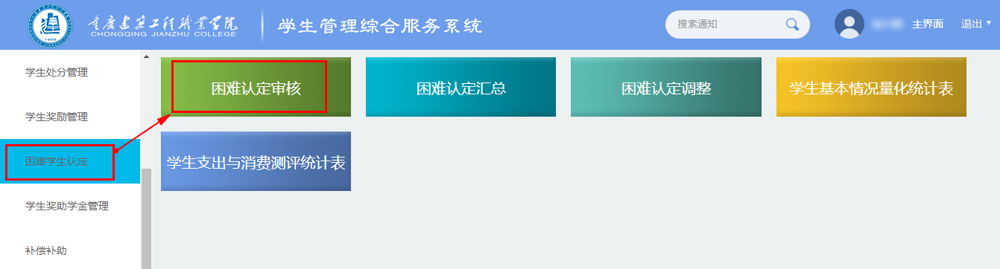 重庆建筑工程职业学院
CHONGQING JIANZHU COLLEGE
1956
学生管理综合服务系统
搜索通知
主界面
退出
学生处分管理
学生奖励管理
困难学生认定
学生奖助学金管理
补偿补助
困难认定审核
困难认定汇总
困难认定调整
学生基本情况量化统计表
学生支出与消费测评统计表